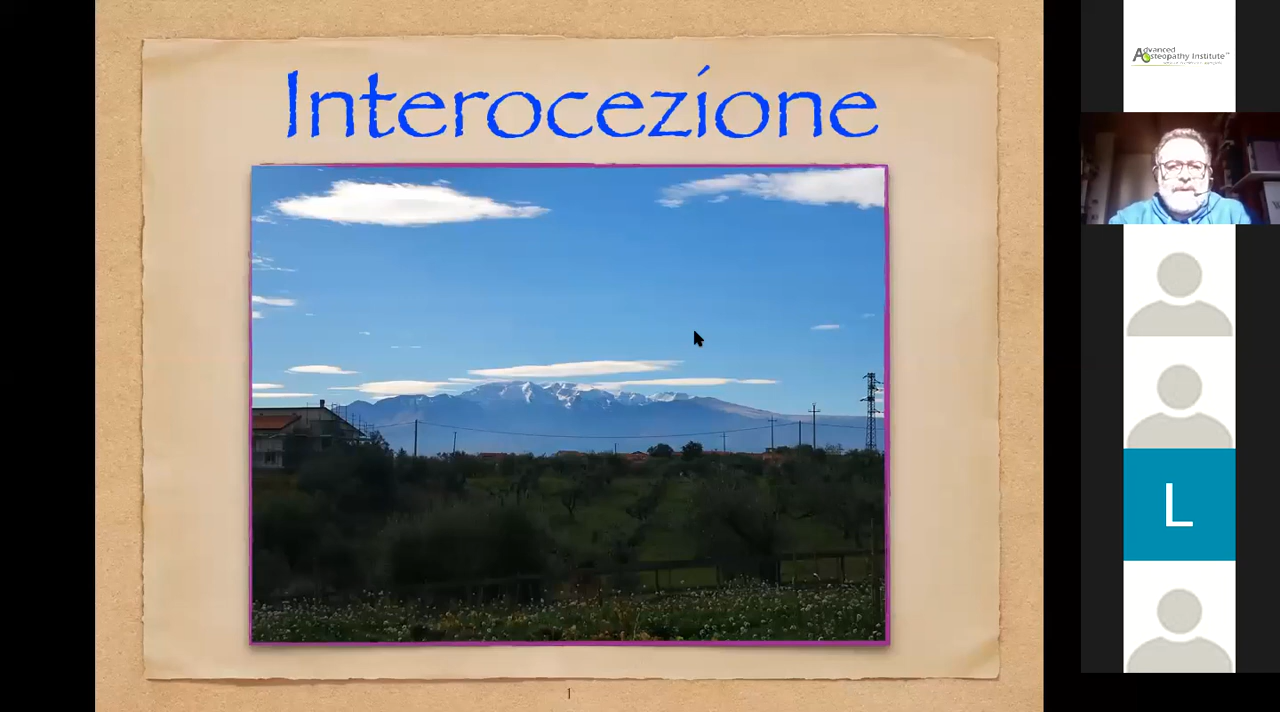 Interocezione
1
Advanced
Osteopathy Institute
L